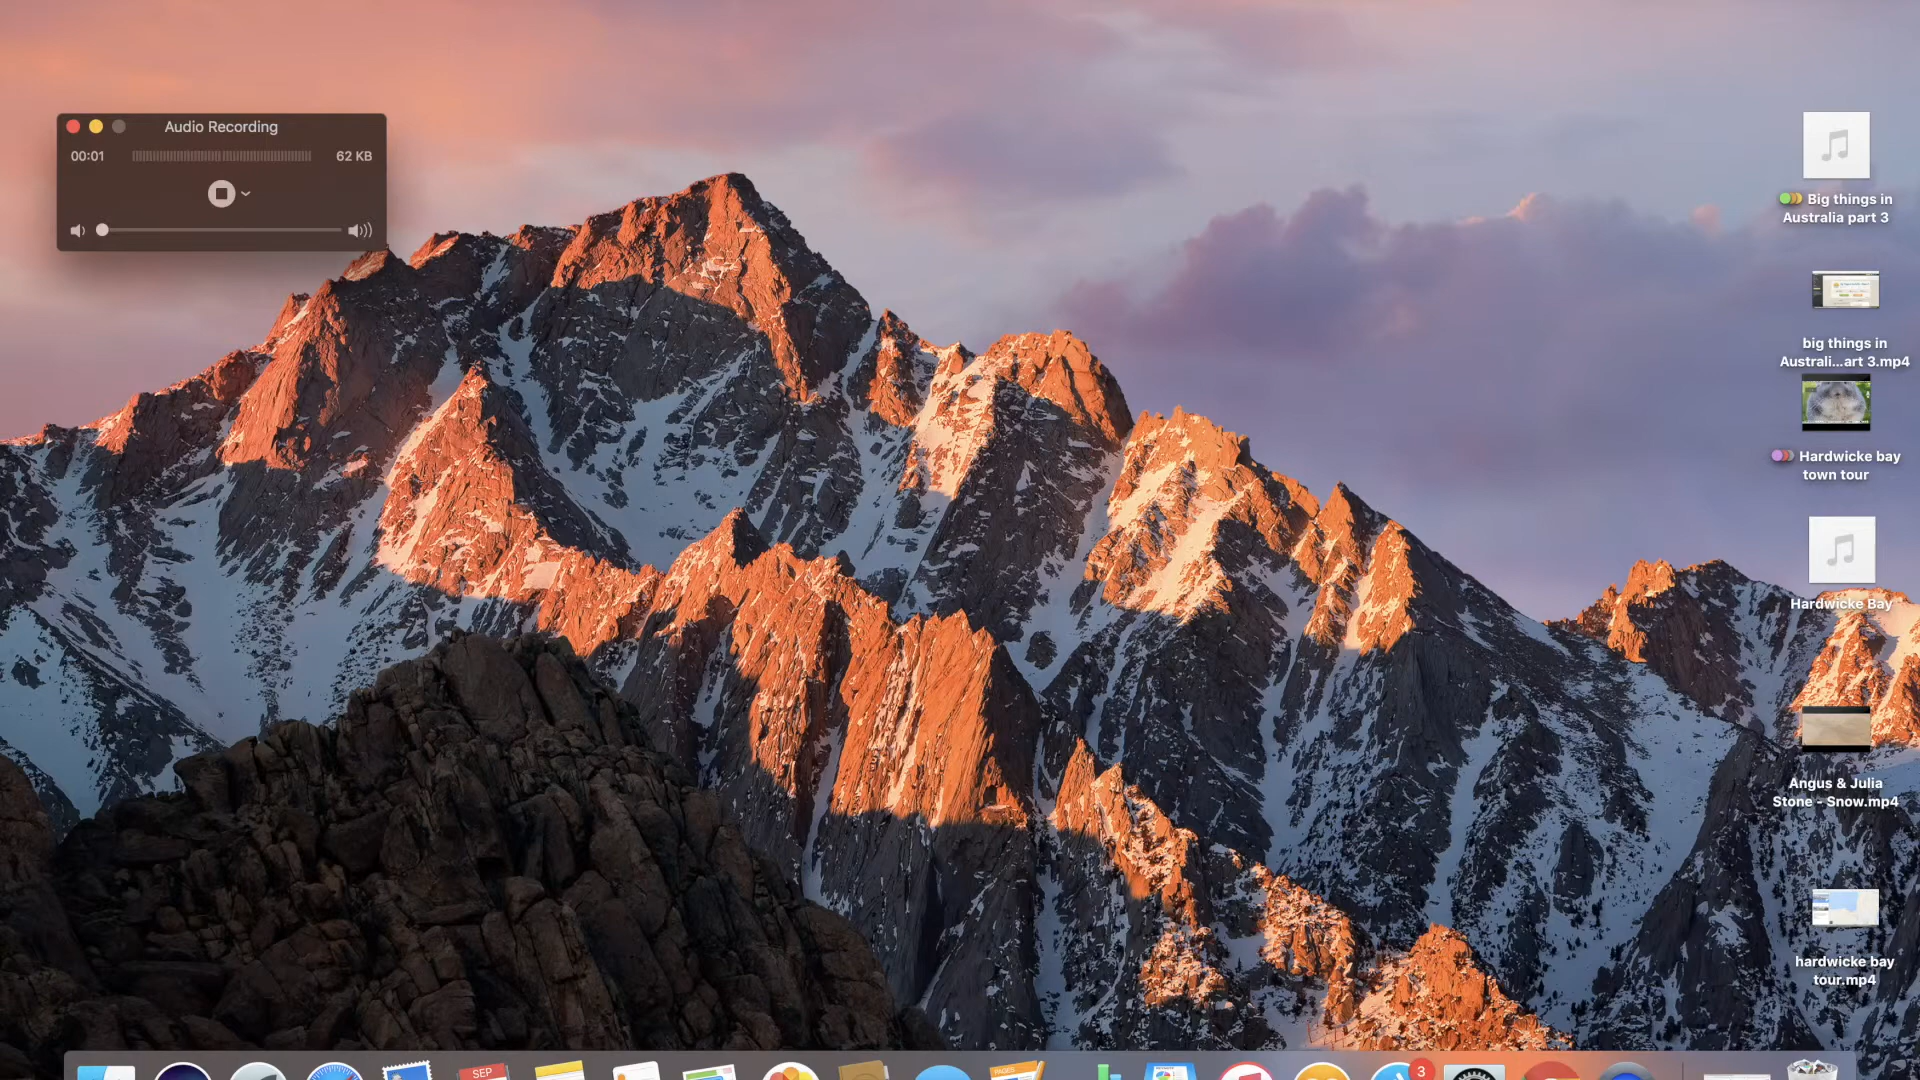 Audio Recording
00:01
62 KB
Big things in
Australia part 3
big things in
Australi...art 3.mp4
Hardwicke bay
town tour
Hardwicke Bay
Angus & Julia
Stone - Snow.mp4
hardwicke bay
tour.mp4
SEP
PAGES
3